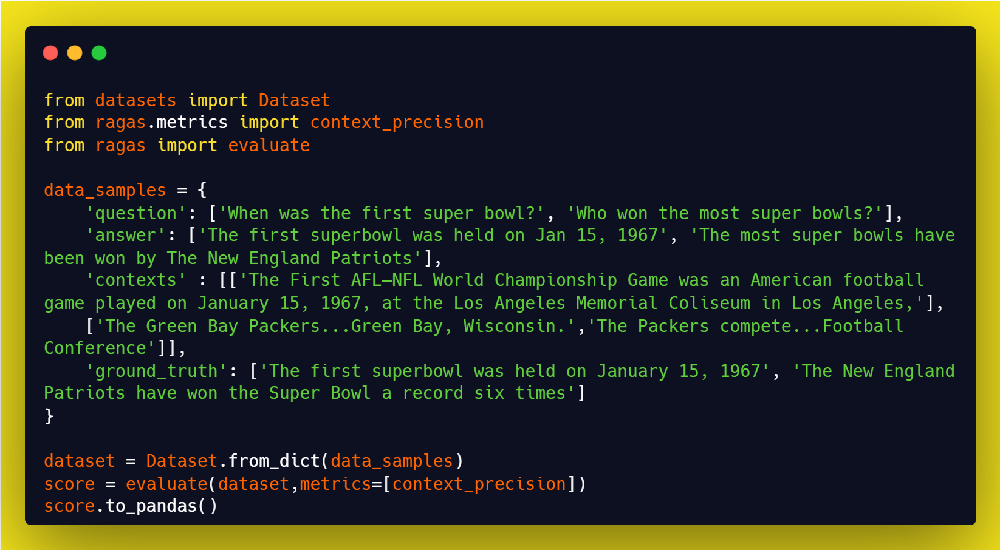 from datasets import Dataset
from ragas.metrics import context_precision
from ragas import evaluate

data_samples = {
    'question': ['When was the first super bowl?', 'Who won the most super bowls?'],
    'answer': ['The first superbowl was held on Jan 15, 1967', 'The most super bowls have
been won by The New England Patriots'],
    'contexts' : [['The First AFL–NFL World Championship Game was an American football
game played on January 15, 1967, at the Los Angeles Memorial Coliseum in Los Angeles,'],
    ['The Green Bay Packers...Green Bay, Wisconsin.','The Packers compete...Football
Conference']],
    'ground_truth': ['The first superbowl was held on January 15, 1967', 'The New England
Patriots have won the Super Bowl a record six times']
}

dataset = Dataset.from_dict(data_samples)
score = evaluate(dataset,metrics=[context_precision])
score.to_pandas()